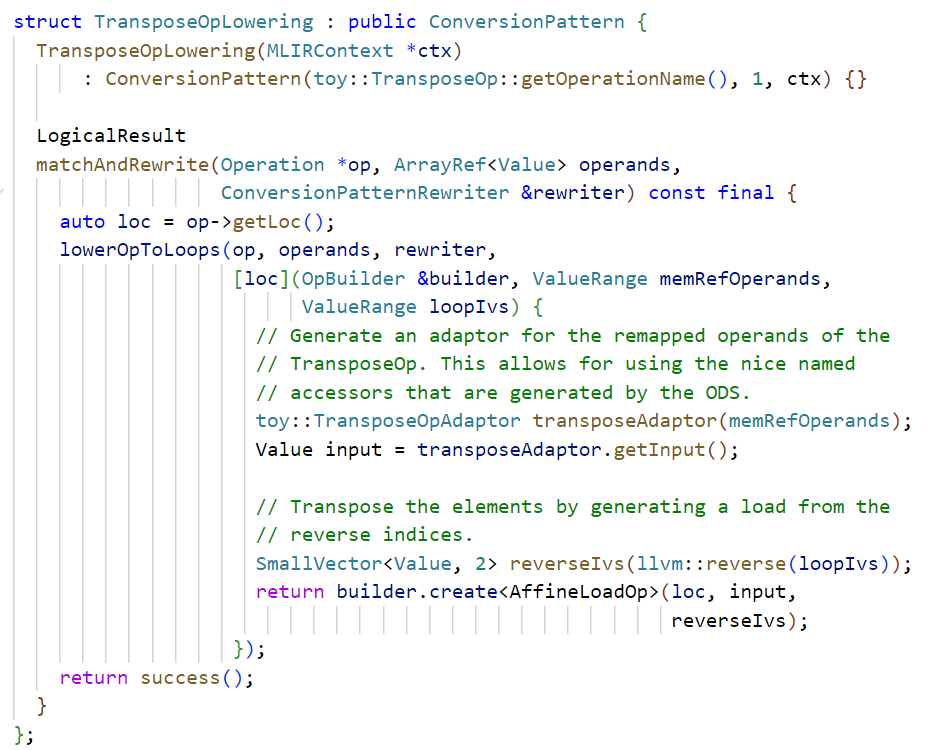 struct TransposeOpLowering : public ConversionPattern {
  TransposeOpLowering(MLIRContext *ctx)
      : ConversionPattern(toy::TransposeOp::getOperationName(), 1, ctx) {}

  LogicalResult
  matchAndRewrite(Operation *op, ArrayRef<Value> operands,
                  ConversionPatternRewriter &rewriter) const final {
    auto loc = op->getLoc();
    lowerOpToLoops(op, operands, rewriter,
                   [loc](OpBuilder &builder, ValueRange memRefOperands,
                         ValueRange loopIvs) {
                     // Generate an adaptor for the remapped operands of the
                     // TransposeOp. This allows for using the nice named
                     // accessors that are generated by the ODS.
                     toy::TransposeOpAdaptor transposeAdaptor(memRefOperands);
                     Value input = transposeAdaptor.getInput();

                     // Transpose the elements by generating a load from the
                     // reverse indices.
                     SmallVector<Value, 2> reverseIvs(llvm::reverse(loopIvs));
                     return builder.create<AffineLoadOp>(loc, input,
                                                         reverseIvs);
                   });
    return success();
  }
};